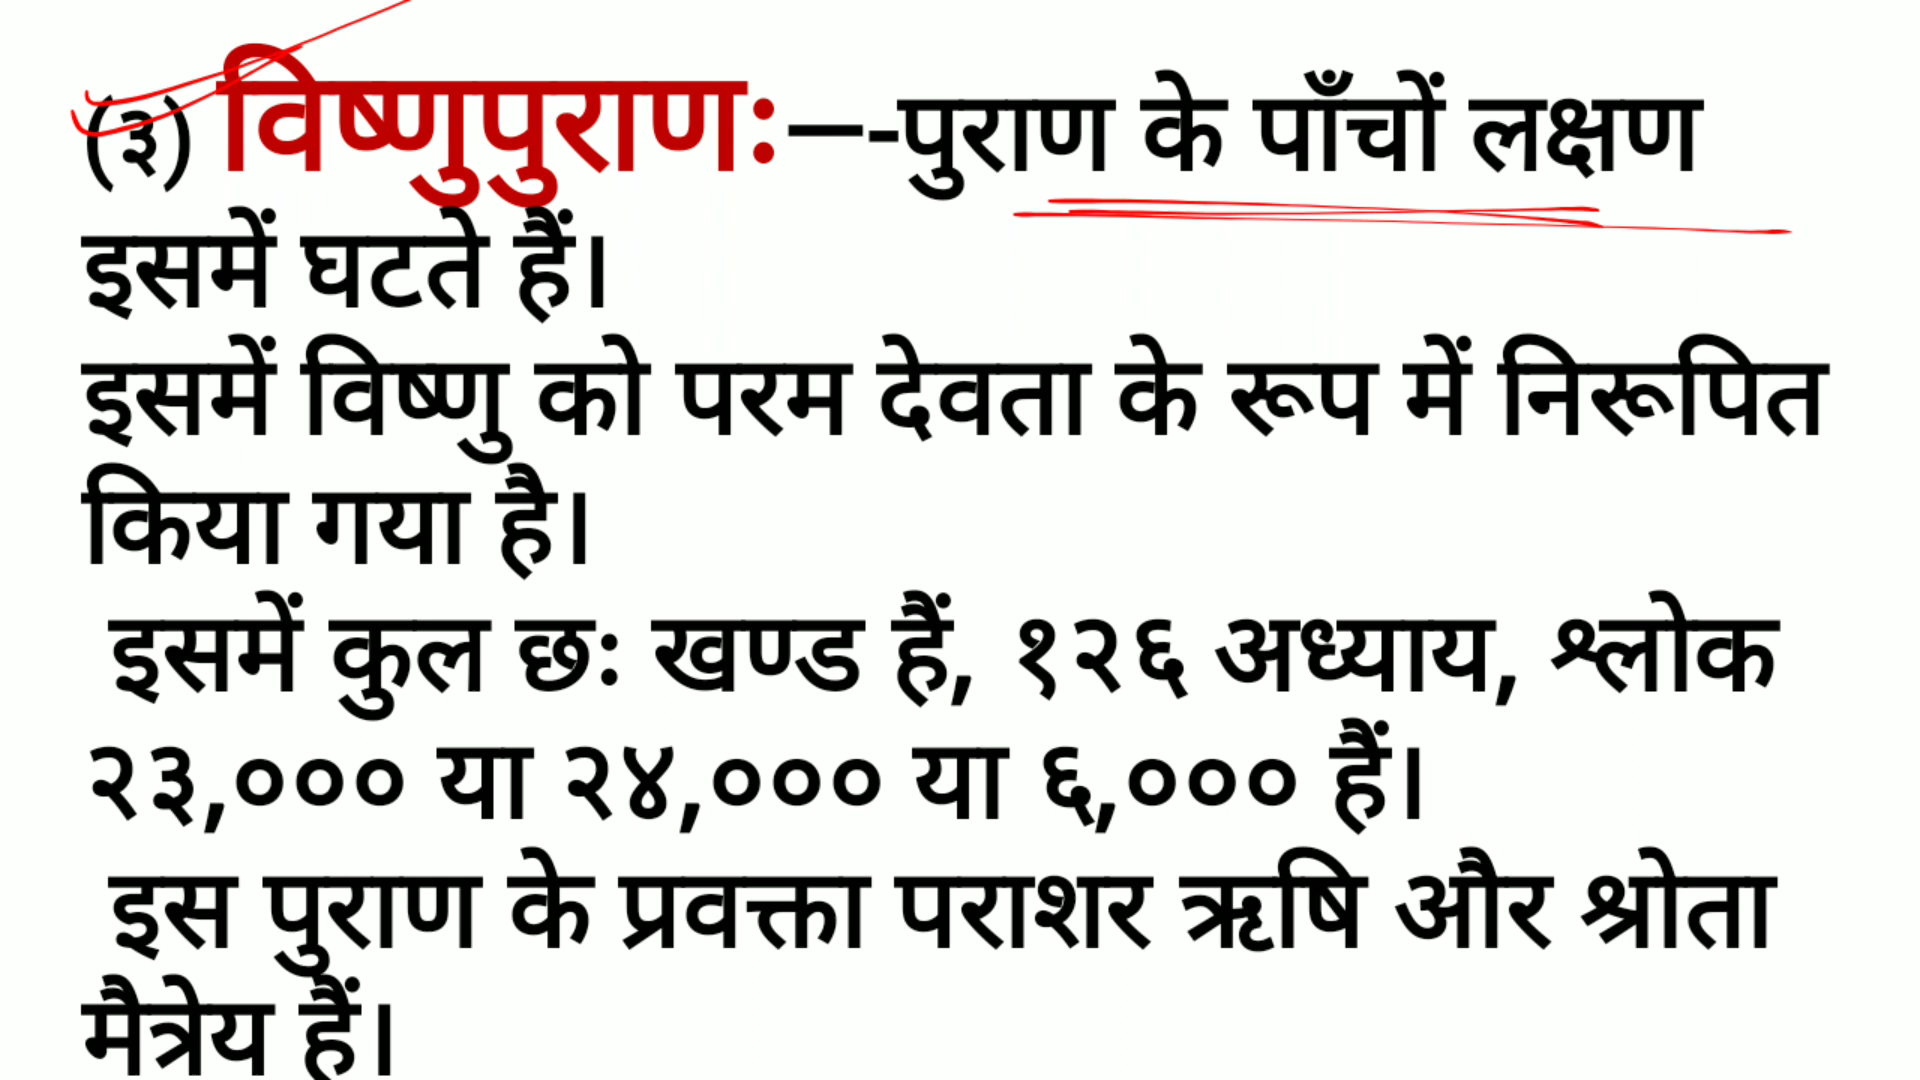 (३) विष्णुपुराण:—-पुराण के पाँचों लक्षण
इसमें घटते हैं।
इसमें विष्णु को परम देवता के रूप में निरूपित
किया गया है।
इसमें कुल छः खण्ड हैं, १२६ अध्याय, श्लोक
२३,००० या २४,००० या ६,००० हैं।
इस पुराण के प्रवक्ता पराशर ऋषि और श्रोता
मैत्रेय हैं।